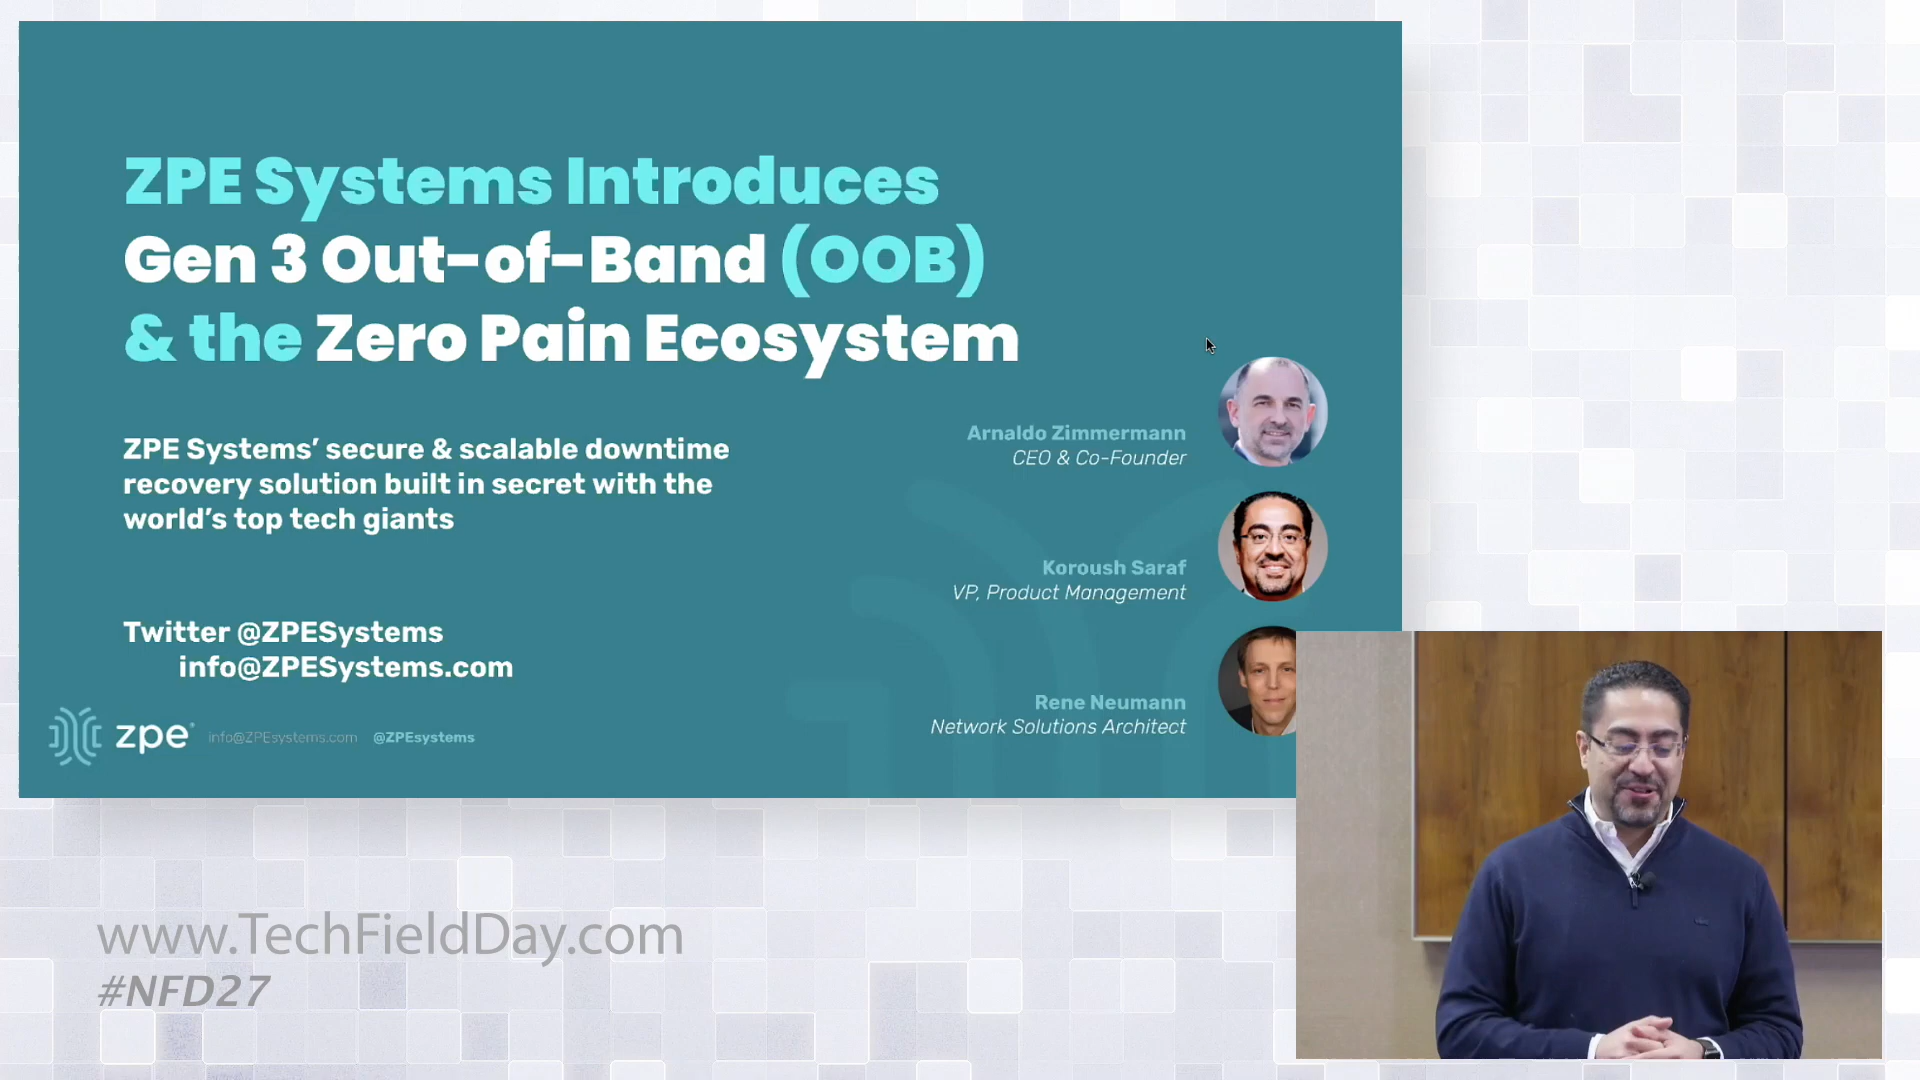 ZPE Systems Introduces
Gen 3 Out-of-Band (OOB)
& the Zero Pain Ecosystem
ZPE Systems’ secure & scalable downtime
recovery solution built in secret with the
world’s top tech giants
Twitter @ZPESystems
info@ZPESystems.com
Arnaldo Zimmermann
CEO & Co-Founder
Koroush Saraf
VP, Product Management
Rene Neumann
Network Solutions Architect
zpe info@ZPEsystems.com @ZPEsystems
www.TechFieldDay.com
#NFD27